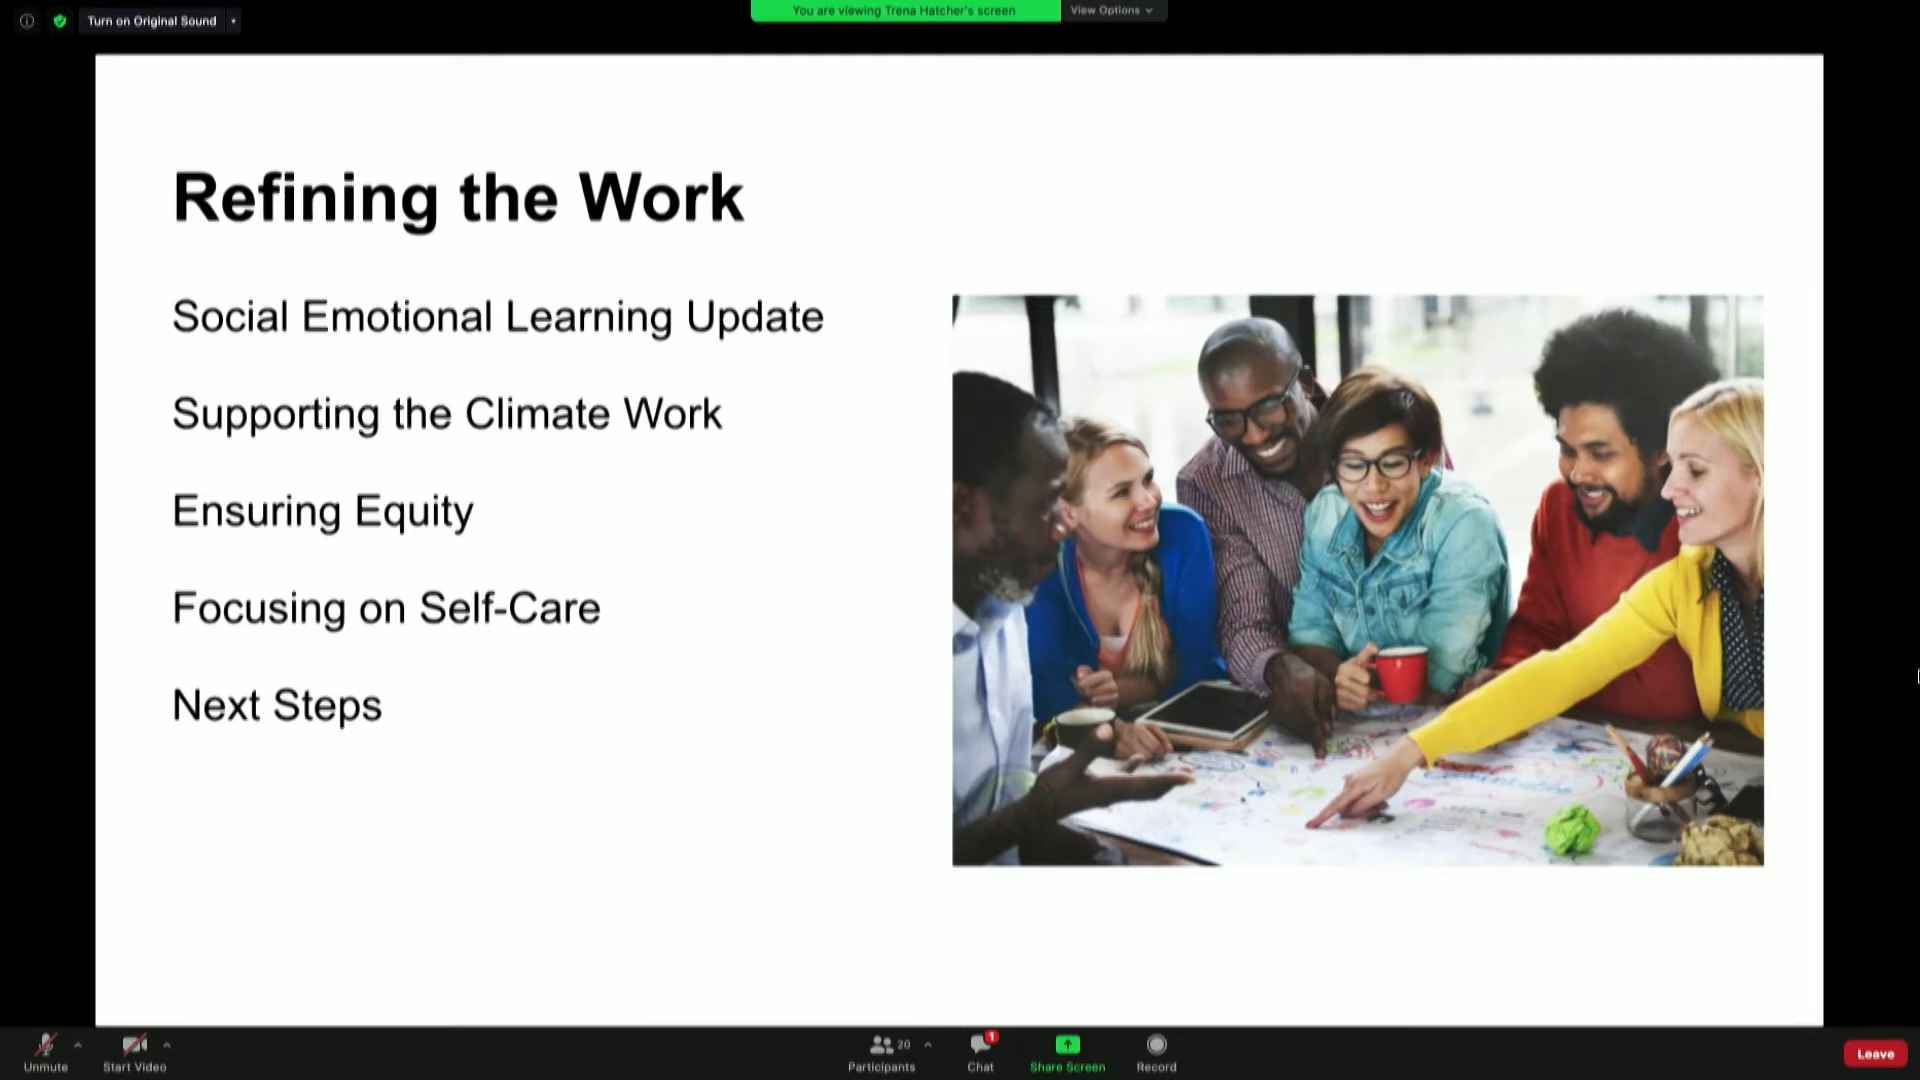 Turn on Original Sound
You are viewing Trena Hatcher's screen
View Options
Refining the Work
Social Emotional Learning Update
Supporting the Climate Work
Ensuring Equity
Focusing on Self-Care
Next Steps
Unmute
Start Video
20
Participants
1
Chat
Share Screen
Record
Leave